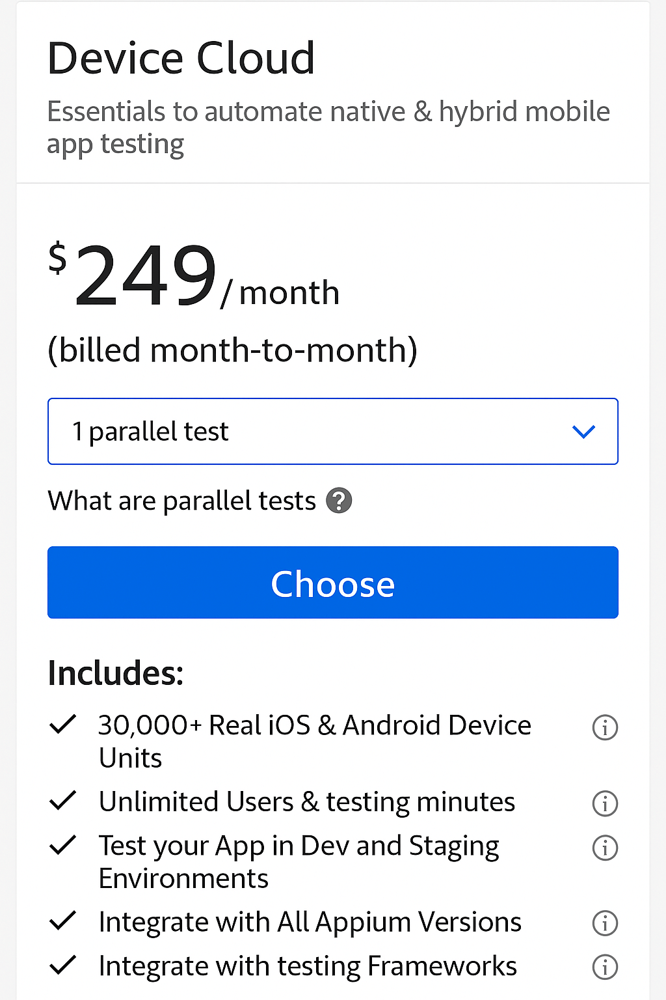 Device Cloud
Essentials to automate native & hybrid mobile
app testing
$249/month
(billed month-to-month)
1 parallel test
What are parallel tests ?
Choose
Includes:
30,000+ Real iOS & Android Device
Units
Unlimited Users & testing minutes
Test your App in Dev and Staging
Environments
Integrate with All Appium Versions
Integrate with testing Frameworks